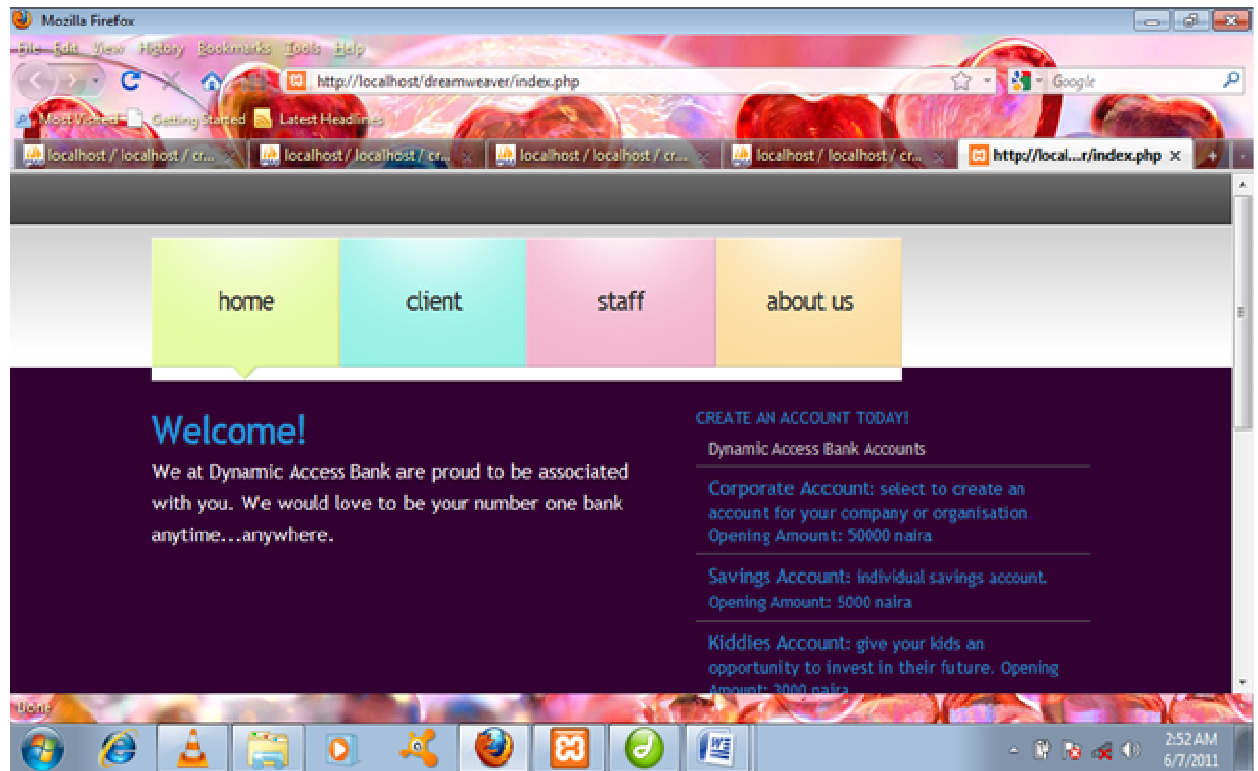 Mozilla Firefox
File Edit View History Bookmarks Tools Help
http://localhost/dreamweaver/index.php
Google
Most Visited Getting Started Latest Headlines
localhost / localhost / cr... localhost / localhost / cr... localhost / localhost / cr... localhost / localhost / cr... http://local...r/index.php
home client staff about us
Welcome!
We at Dynamic Access Bank are proud to be associated
with you. We would love to be your number one bank
anytime...anywhere.
CREATE AN ACCOUNT TODAY!
Dynamic Access Bank Accounts
Corporate Account: select to create an
account for your company or organisation
Opening Amount: 50000 naira
Savings Account: individual savings account.
Opening Amount: 5000 naira
Kiddies Account: give your kids an
opportunity to invest in their future. Opening
Amount: 3000 naira
Done
2:52 AM
6/7/2011